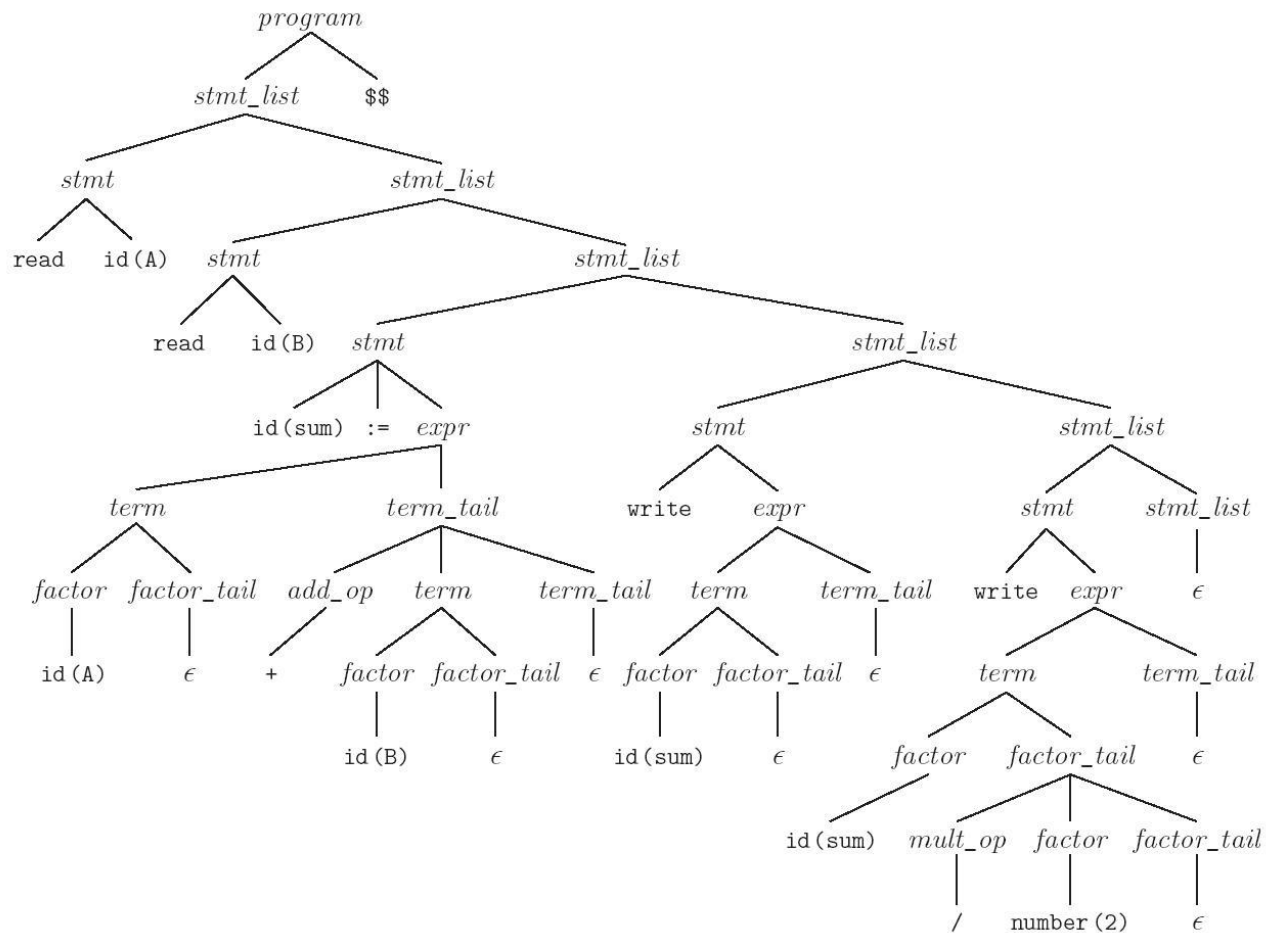 program
stmt_list $$
stmt stmt_list
read id(A) stmt stmt_list
read id(B) stmt stmt_list
id(sum) := expr stmt stmt_list
term term_tail write expr stmt stmt_list
factor factor_tail add_op term term_tail term term_tail write expr ϵ
id(A) ϵ + factor factor_tail ϵ factor factor_tail ϵ term term_tail
id(B) ϵ id(sum) ϵ factor factor_tail ϵ
id(sum) mult_op factor factor_tail
/ number(2) ϵ